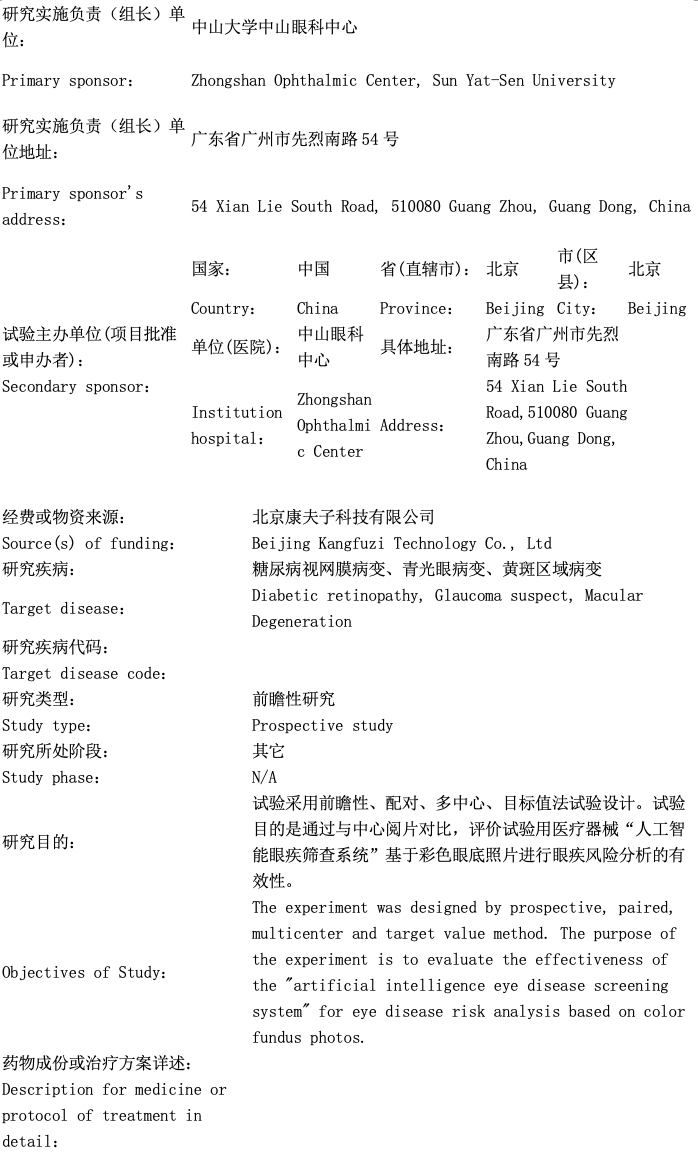 研究实施负责（组长）单
位：
中山大学中山眼科中心
Primary sponsor：
Zhongshan Ophthalmic Center, Sun Yat-Sen University
研究实施负责（组长）单
位地址：
广东省广州市先烈南路 54 号
Primary sponsor's
address：
54 Xian Lie South Road, 510080 Guang Zhou, Guang Dong, China
试验主办单位(项目批准
或申办者)：
Secondary sponsor：
国家：
中国
省(直辖市)：
北京
市(区
县)：
北京
Country：
China
Province：
Beijing
City：
Beijing
单位(医院)：
中山眼科
中心
具体地址：
广东省广州市先烈
南路 54 号
Institution
hospital：
Zhongshan
Ophthalmi
c Center
Address：
54 Xian Lie South
Road,510080 Guang
Zhou,Guang Dong,
China
经费或物资来源：
北京康夫子科技有限公司
Source(s) of funding：
Beijing Kangfuzi Technology Co., Ltd
研究疾病：
糖尿病视网膜病变、青光眼病变、黄斑区域病变
Target disease：
Diabetic retinopathy, Glaucoma suspect, Macular
Degeneration
研究疾病代码：
Target disease code：
研究类型：
前瞻性研究
Study type：
Prospective study
研究所处阶段：
其它
Study phase：
N/A
研究目的：
试验采用前瞻性、配对、多中心、目标值法试验设计。试验
目的是通过与中心阅片对比，评价试验用医疗器械“人工智
能眼疾筛查系统”基于彩色眼底照片进行眼疾风险分析的有
效性。
Objectives of Study：
The experiment was designed by prospective, paired,
multicenter and target value method. The purpose of
the experiment is to evaluate the effectiveness of
the "artificial intelligence eye disease screening
system" for eye disease risk analysis based on color
fundus photos.
药物成份或治疗方案详述：
Description for medicine or
protocol of treatment in
detail：